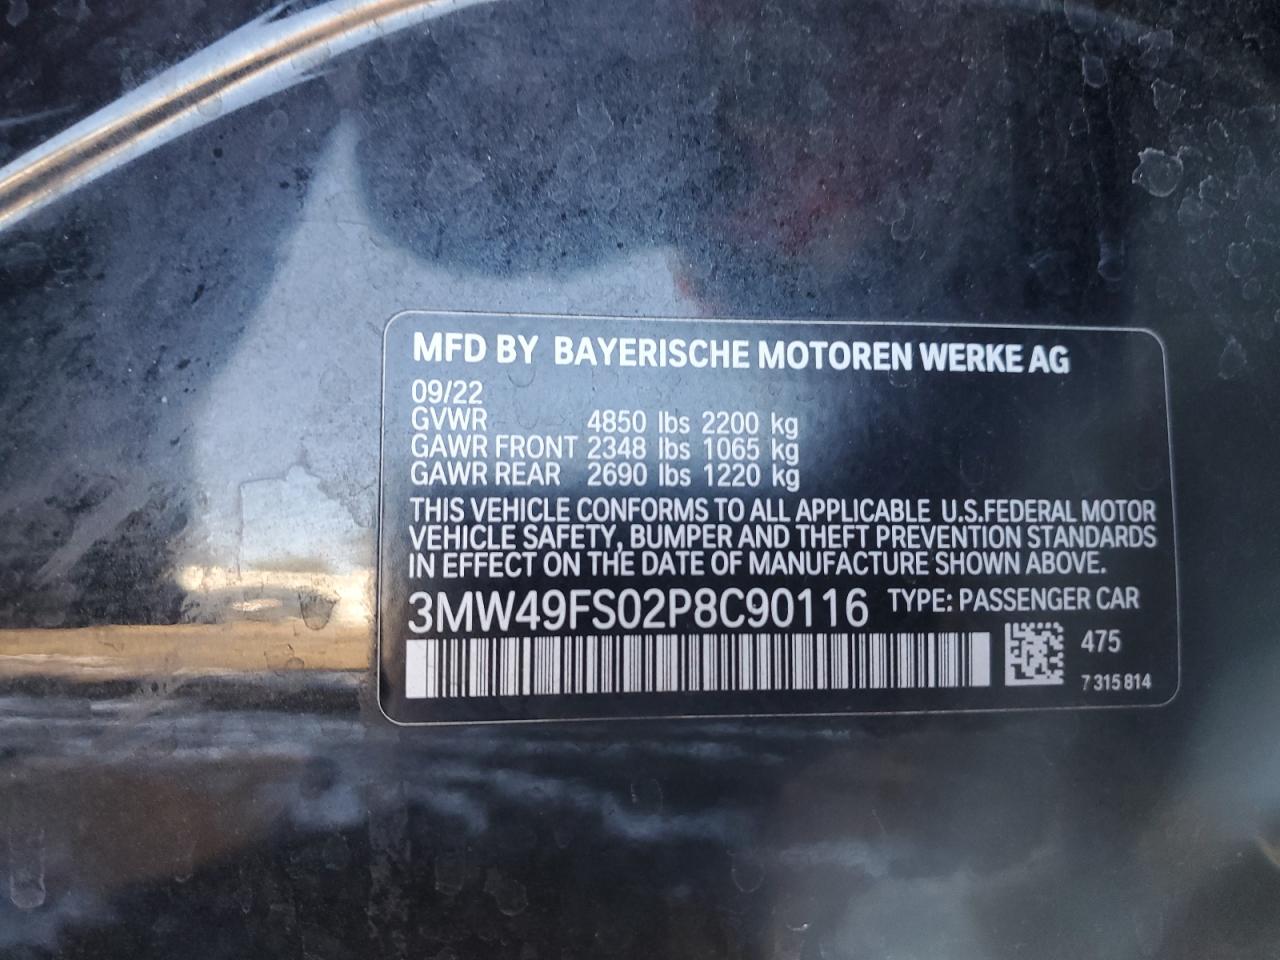 MFD BY BAYERISCHE MOTOREN WERKE AG
09/22
GVWR 4850 lbs 2200 kg
GAWR FRONT 2348 lbs 1065 kg
GAWR REAR 2690 lbs 1220 kg
THIS VEHICLE CONFORMS TO ALL APPLICABLE U.S.FEDERAL MOTOR
VEHICLE SAFETY, BUMPER AND THEFT PREVENTION STANDARDS
IN EFFECT ON THE DATE OF MANUFACTURE SHOWN ABOVE.
3MW49FS02P8C90116 TYPE: PASSENGER CAR
475
7 315 814